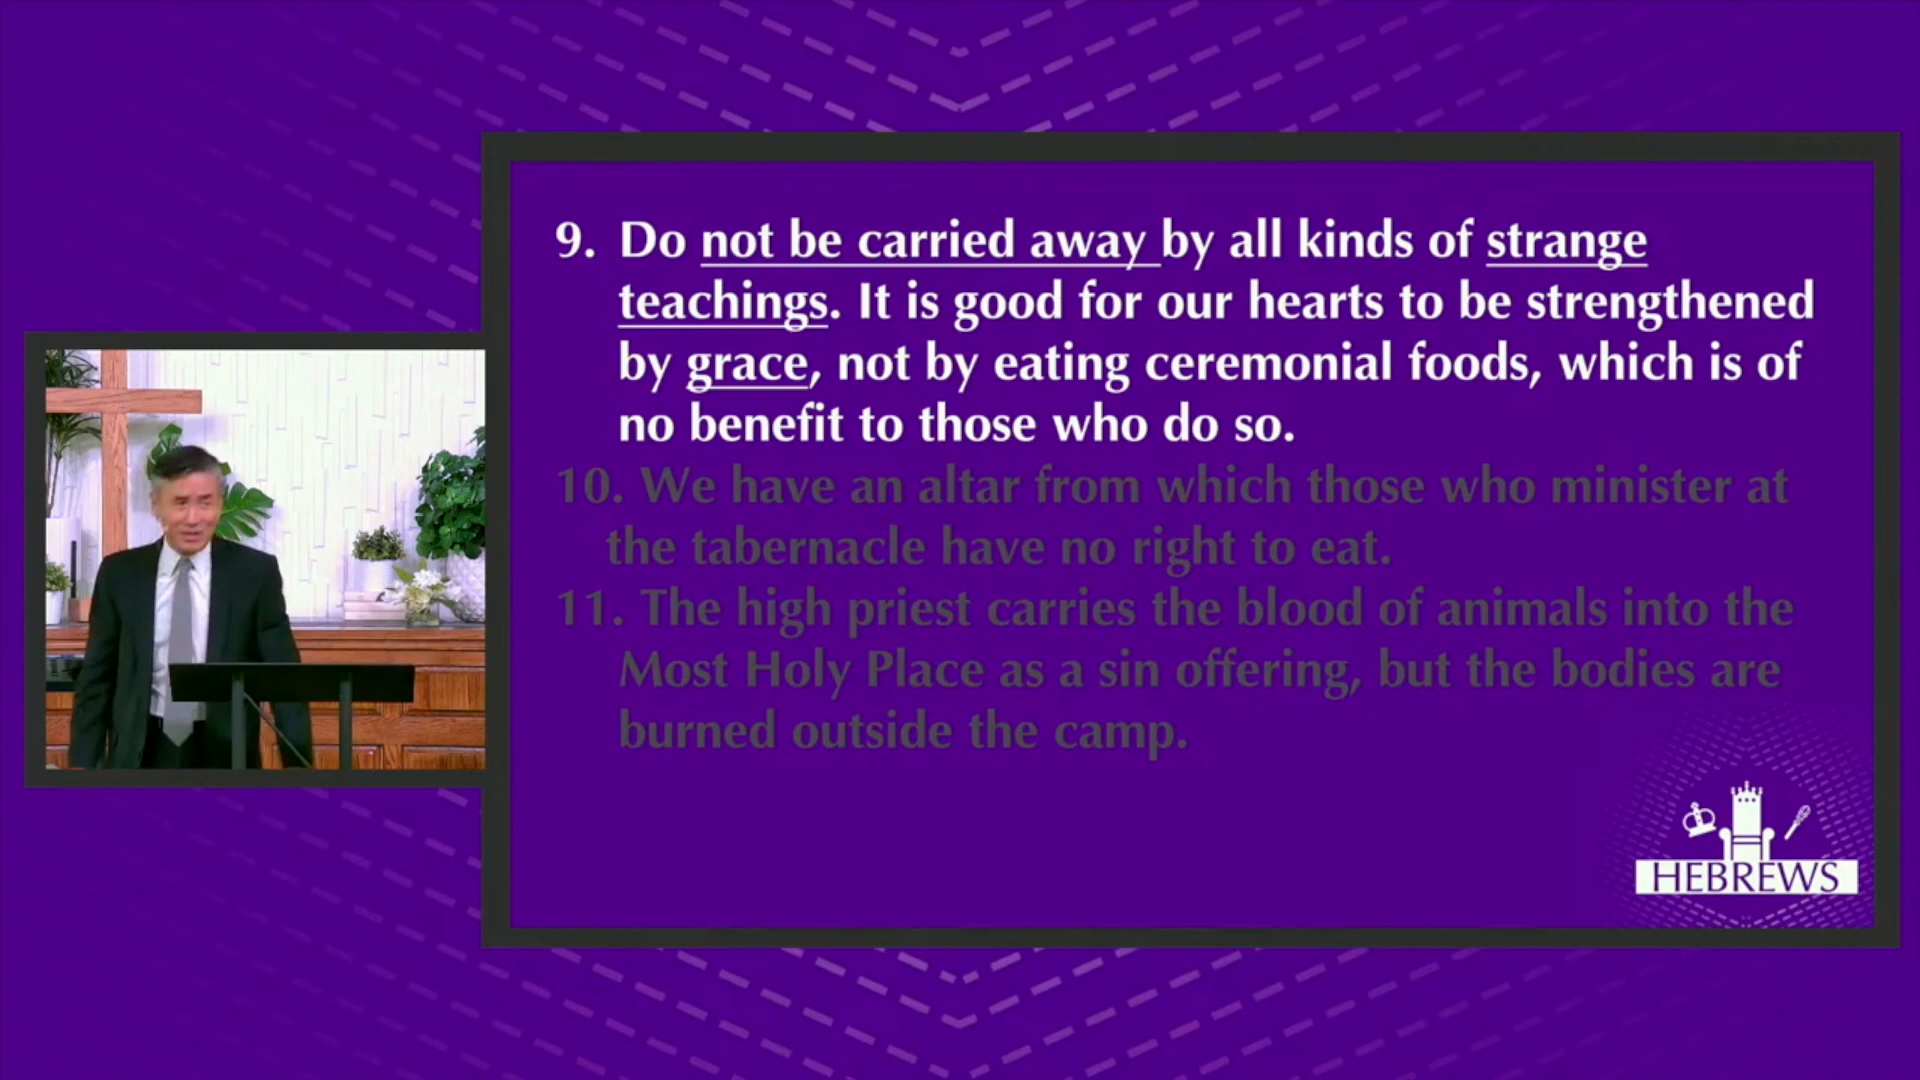 9. Do not be carried away by all kinds of strange
teachings. It is good for our hearts to be strengthened
by grace, not by eating ceremonial foods, which is of
no benefit to those who do so.
10. We have an altar from which those who minister at
the tabernacle have no right to eat.
11. The high priest carries the blood of animals into the
Most Holy Place as a sin offering, but the bodies are
burned outside the camp.
HEBREWS